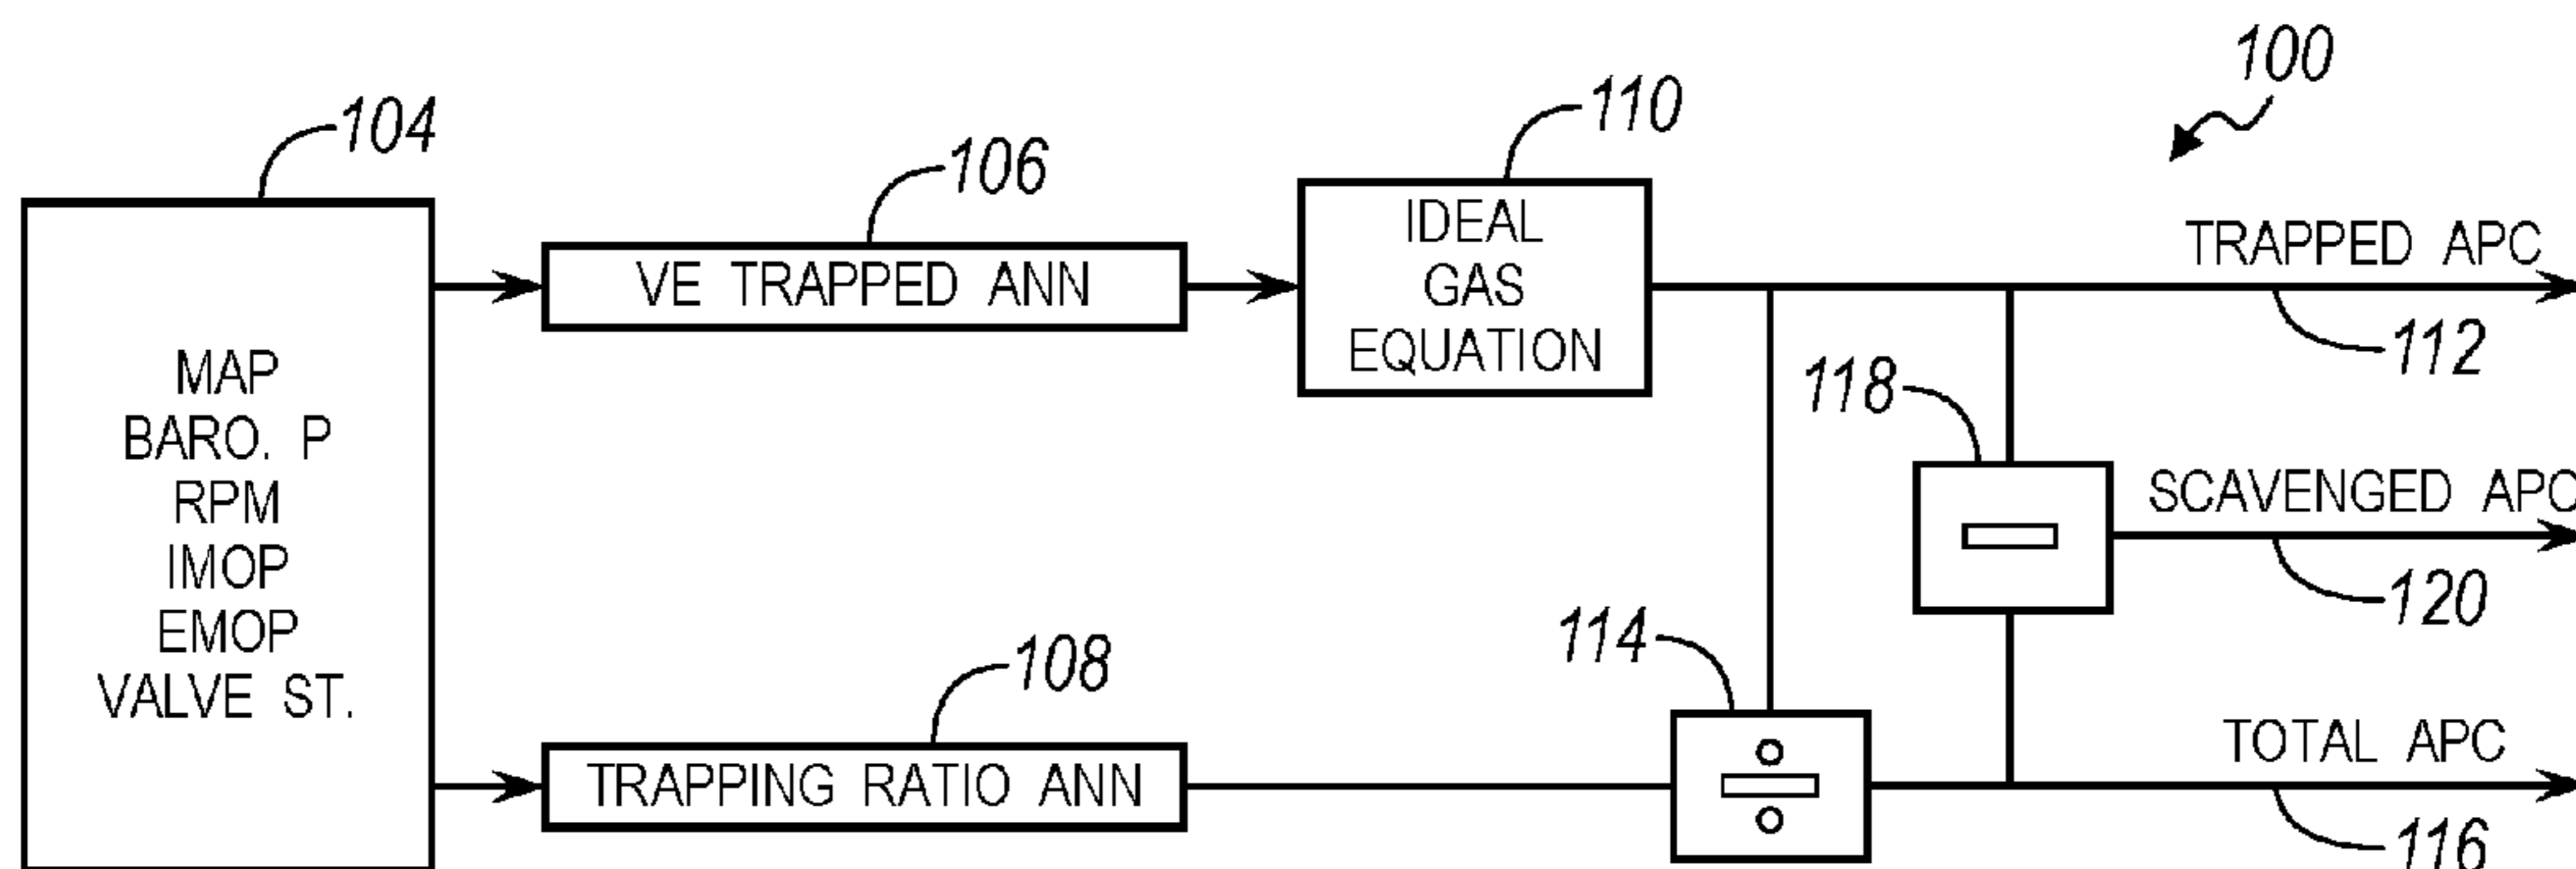 100
104
106
110
MAP
BARO. P
RPM
IMOP
EMOP
VALVE ST.
VE TRAPPED ANN
IDEAL
GAS
EQUATION
TRAPPED APC
112
118
SCAVENGED APC
120
108
114
TRAPPING RATIO ANN
÷
TOTAL APC
116